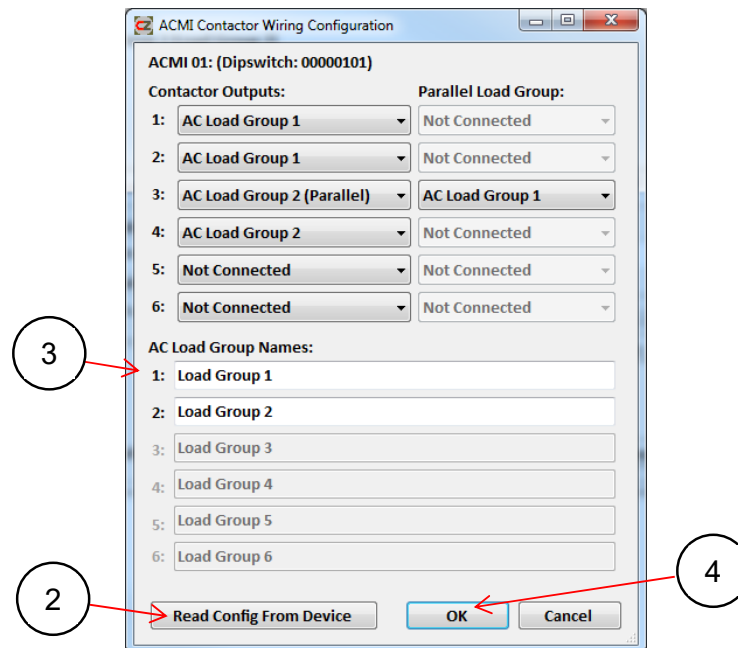 ACMI Contactor Wiring Configuration
ACMI 01: (Dipswitch: 00000101)
Contactor Outputs: Parallel Load Group:
1: AC Load Group 1 Not Connected
2: AC Load Group 1 Not Connected
3: AC Load Group 2 (Parallel) AC Load Group 1
4: AC Load Group 2 Not Connected
5: Not Connected Not Connected
6: Not Connected Not Connected
AC Load Group Names:
3
1: Load Group 1
2: Load Group 2
3: Load Group 3
4: Load Group 4
5: Load Group 5
6: Load Group 6
4
2
Read Config From Device OK Cancel